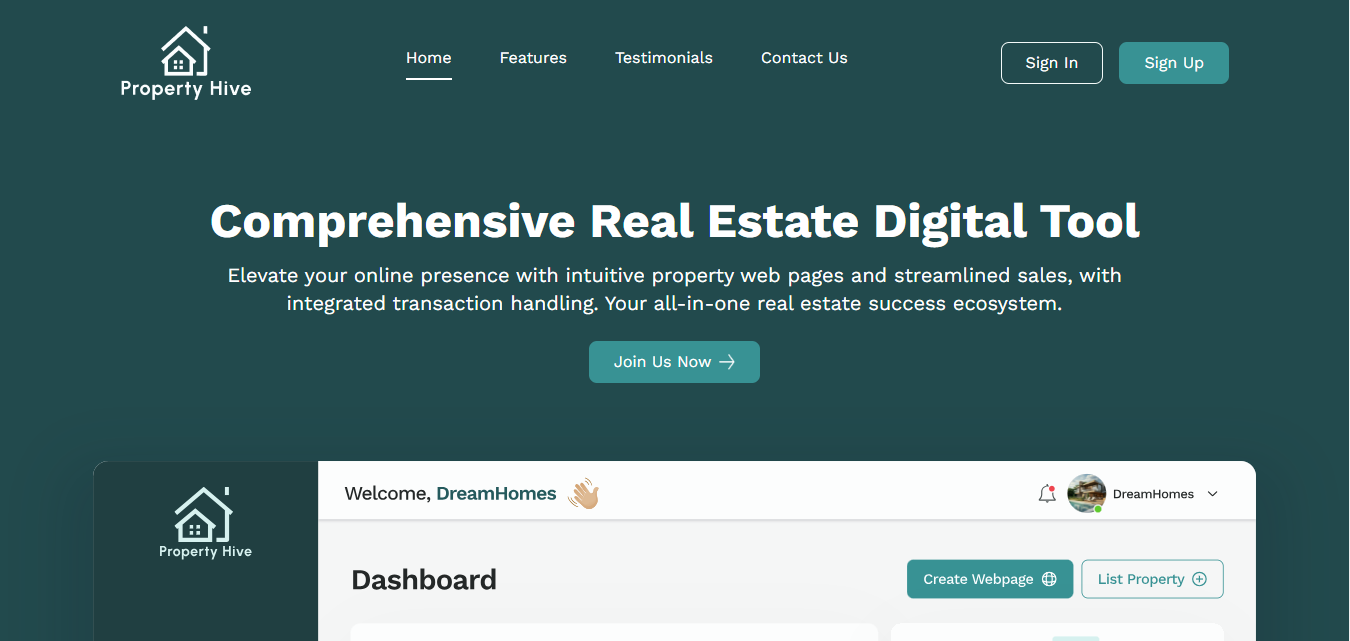 Property Hive
Home
Features
Testimonials
Contact Us
Sign In
Sign Up
Comprehensive Real Estate Digital Tool
Elevate your online presence with intuitive property web pages and streamlined sales, with
integrated transaction handling. Your all-in-one real estate success ecosystem.
Join Us Now
Property Hive
Welcome, DreamHomes
DreamHomes
Dashboard
Create Webpage
List Property